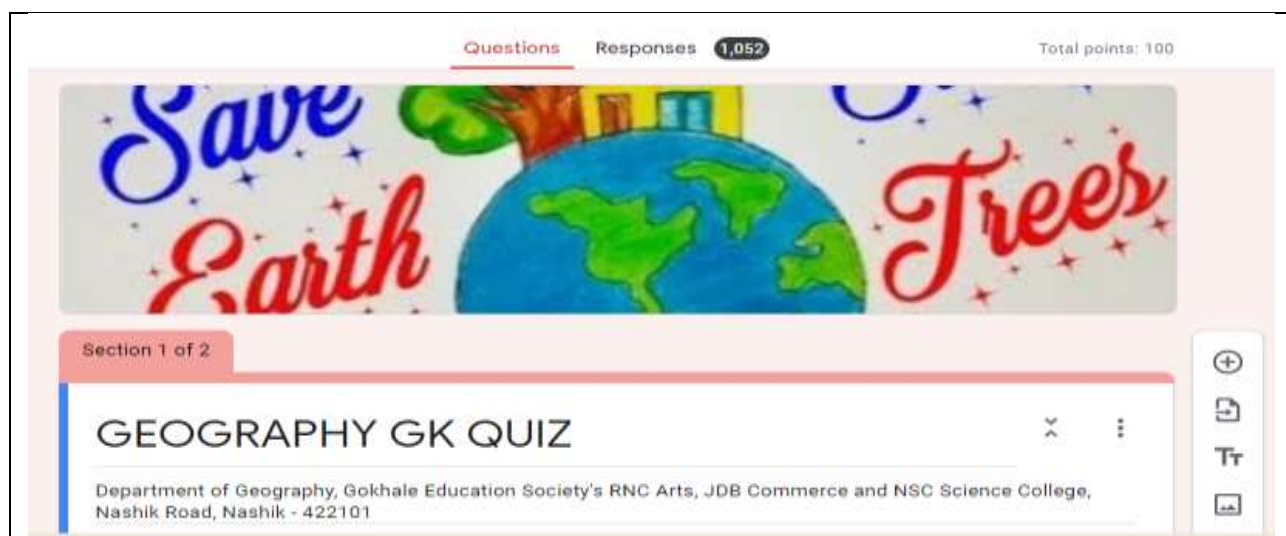 Questions Responses 1,052 Total points: 100
Save
Earth
Trees
Section 1 of 2
GEOGRAPHY GK QUIZ
Department of Geography, Gokhale Education Society's RNC Arts, JDB Commerce and NSC Science College,
Nashik Road, Nashik - 422101
Tт